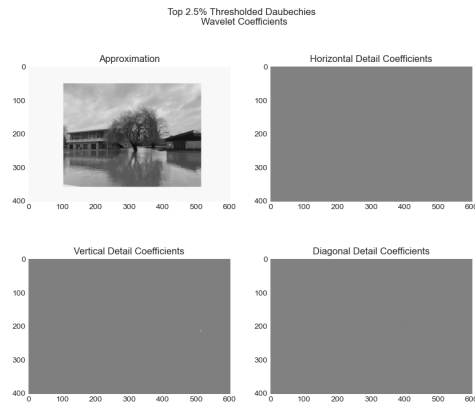 Top 2.5% Thresholded Daubechies
Wavelet Coefficients
Approximation
0
100
200
300
400
0 100 200 300 400 500 600
Horizontal Detail Coefficients
0
100
200
300
400
0 100 200 300 400 500 600
Vertical Detail Coefficients
0
100
200
300
400
0 100 200 300 400 500 600
Diagonal Detail Coefficients
0
100
200
300
400
0 100 200 300 400 500 600